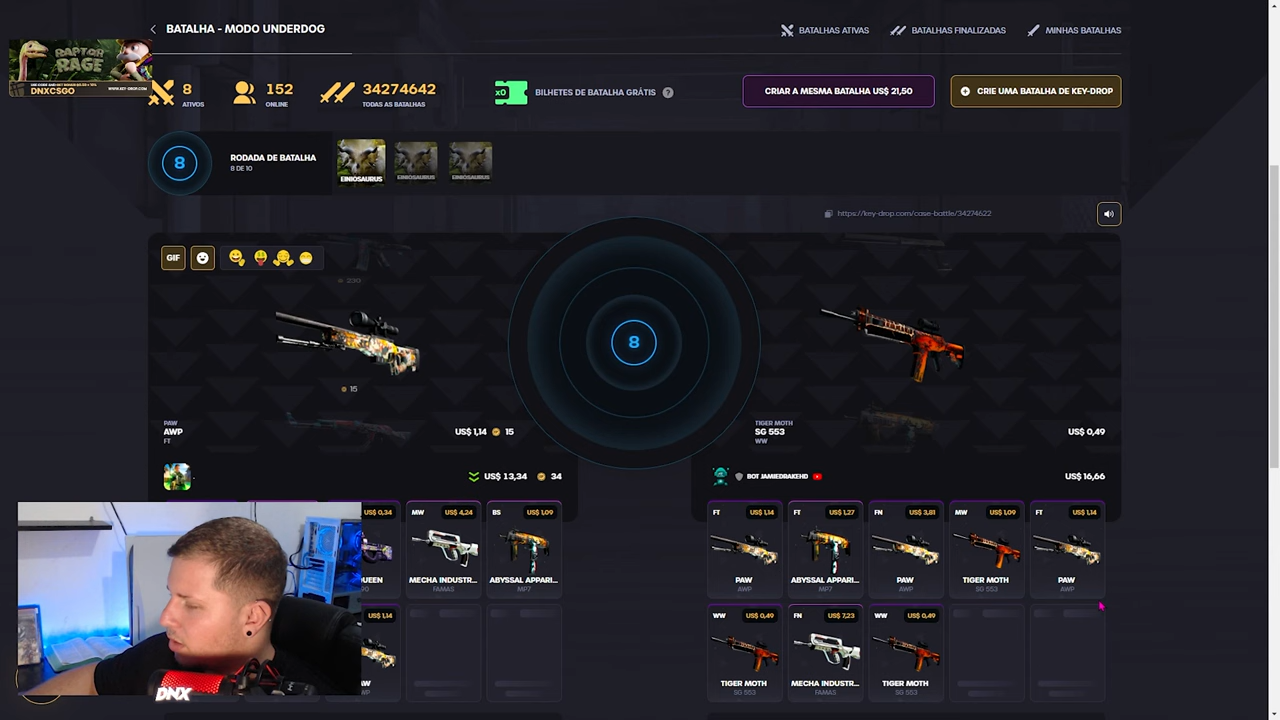 BATALHA - MODO UNDERDOG
BATALHAS ATIVAS
BATALHAS FINALIZADAS
MINHAS BATALHAS
RAPTOR
RAGE
DNXCSGO
WWW.KEY-DROP.COM
8
ATIVOS
152
ONLINE
34274642
TODAS AS BATALHAS
x0
BILHETES DE BATALHA GRÁTIS ?
CRIAR A MESMA BATALHA US$ 21,50
CRIE UMA BATALHA DE KEY-DROP
8
RODADA DE BATALHA
8 DE 10
EINIOSAURUS
EINIOSAURUS
EINIOSAURUS
https://key-drop.com/case-battle/34274622
GIF
230
8
15
PAW
AWP
FT
US$ 1,14
15
TIGER MOTH
SG 553
WW
US$ 0,49
US$ 13,34
34
BOT JAMIEDRAKEHD
US$ 16,66
US$ 0,34
MW
US$ 4,24
BS
US$ 1,09
FT
US$ 1,14
FT
US$ 1,27
FN
US$ 3,81
MW
US$ 1,09
FT
US$ 1,14
MECHA INDUSTR...
FAMAS
ABYSSAL APPARI...
MP7
PAW
AWP
ABYSSAL APPARI...
MP7
PAW
AWP
TIGER MOTH
SG 553
PAW
AWP
US$ 1,14
WW
US$ 0,49
FN
US$ 7,23
WW
US$ 0,49
TIGER MOTH
SG 553
MECHA INDUSTR...
FAMAS
TIGER MOTH
SG 553
DNX